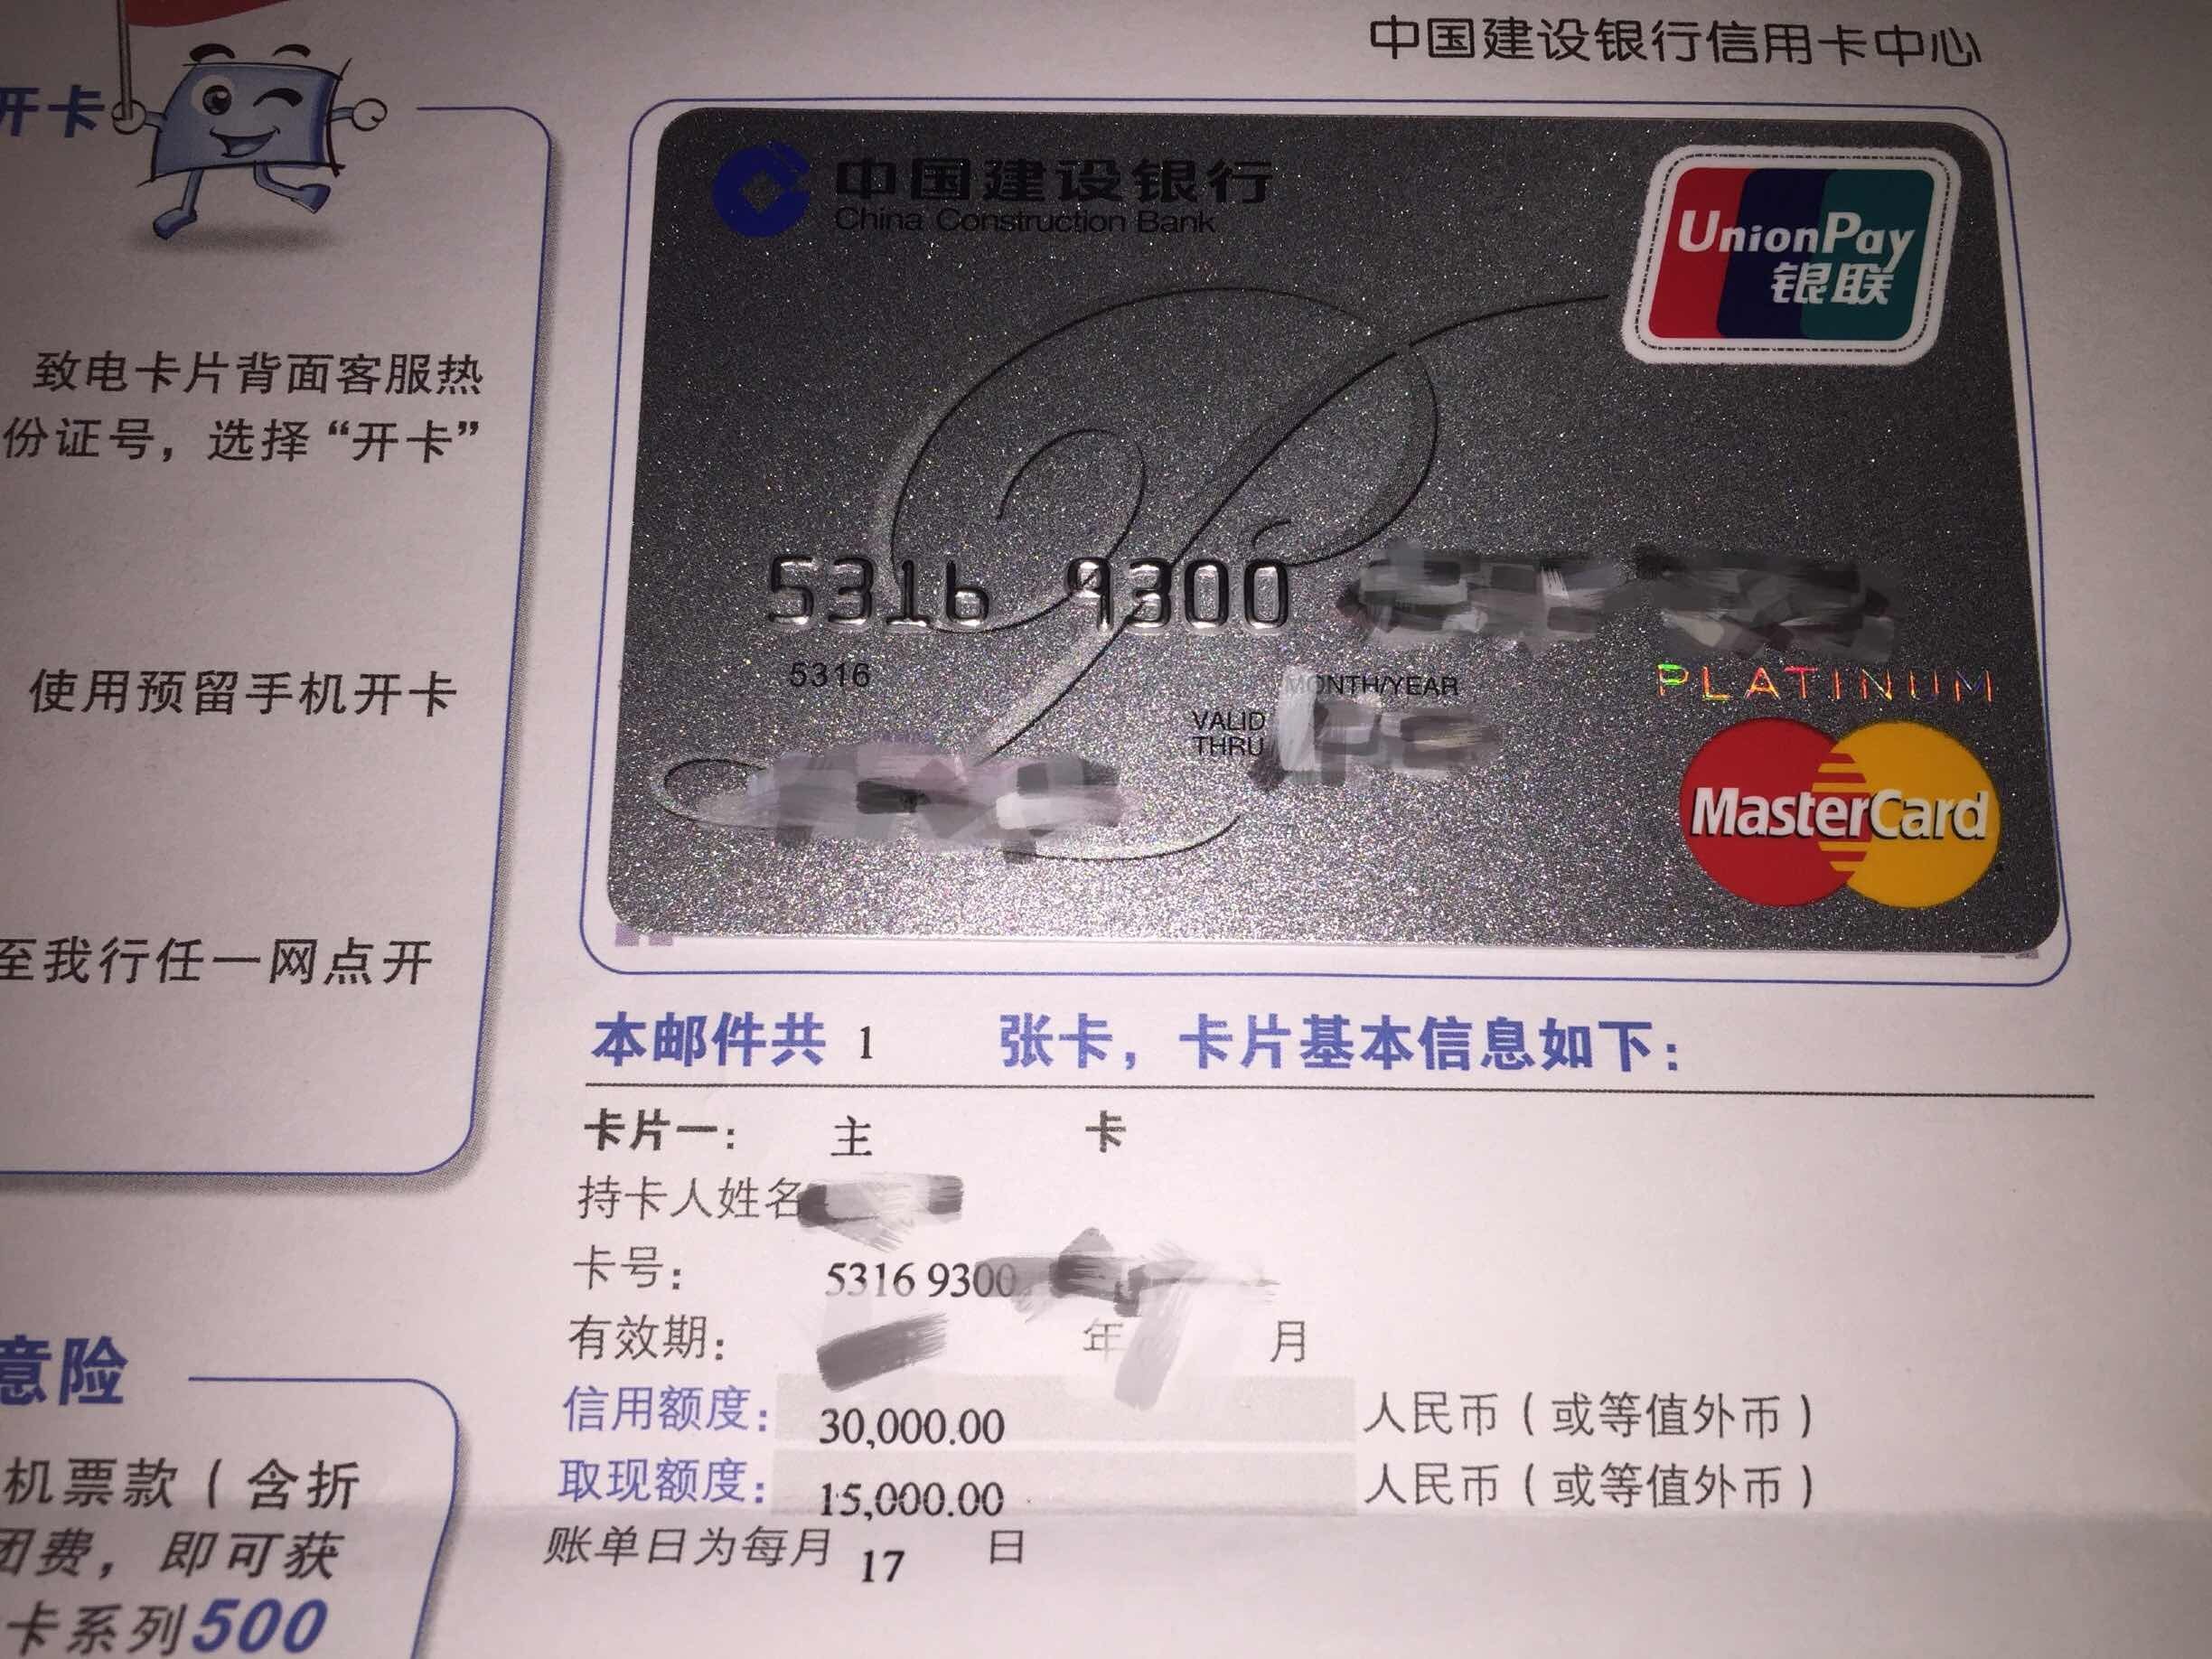 中国建设银行信用卡中心
开卡
致电卡片背面客服热
份证号，选择“开卡”
使用预留手机开卡
至我行任一网点开
意险
机票款（含折
团费，即可获
卡系列500
中国建设银行
China Construction Bank
UnionPay
银联
5316 9300
5316
MONTH/YEAR
VALID
THRU
PLATINUM
MasterCard
本邮件共 1 张卡，卡片基本信息如下：
卡片一： 主 卡
持卡人姓名
卡号： 5316 9300
有效期： 年 月
信用额度： 30,000.00 人民币（或等值外币）
取现额度： 15,000.00 人民币（或等值外币）
账单日为每月 17 日